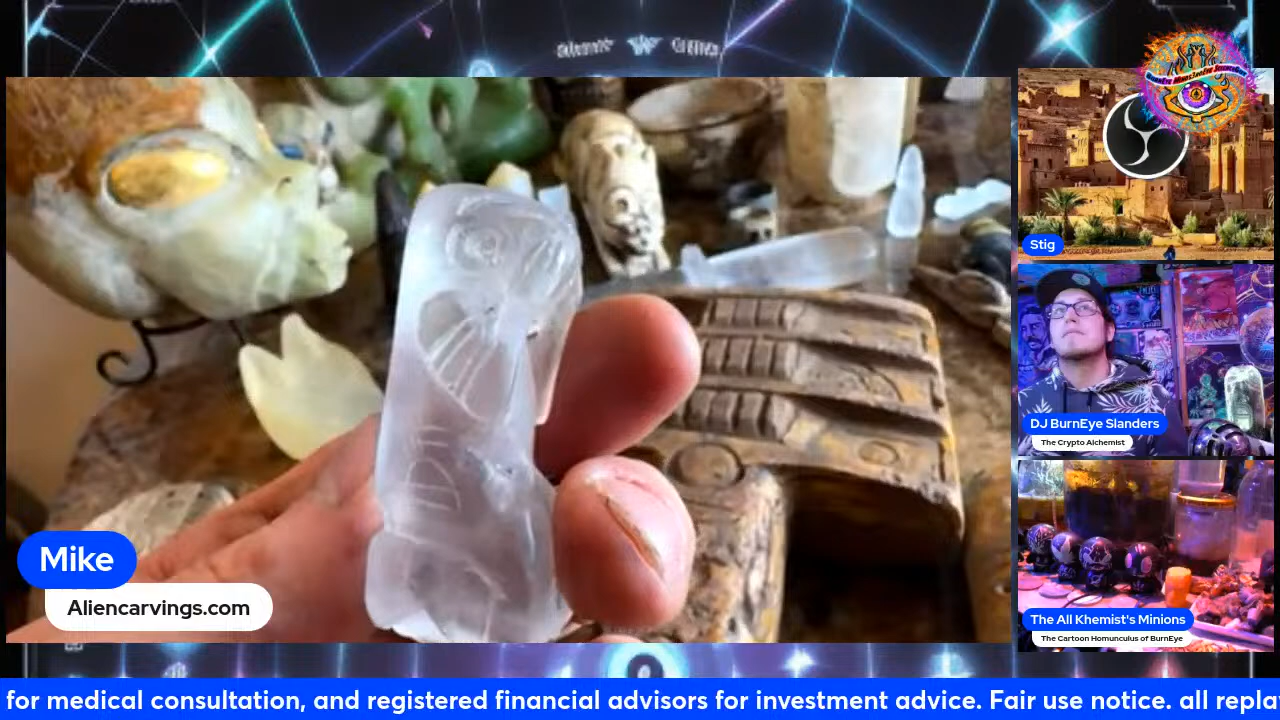 Stig
DJ BurnEye Slanders
The Crypto Alchemist
Mike
Aliencarvings.com
The All Khemist's Minions
The Cartoon Homunculus of BurnEye
for medical consultation, and registered financial advisors for investment advice. Fair use notice. all repla